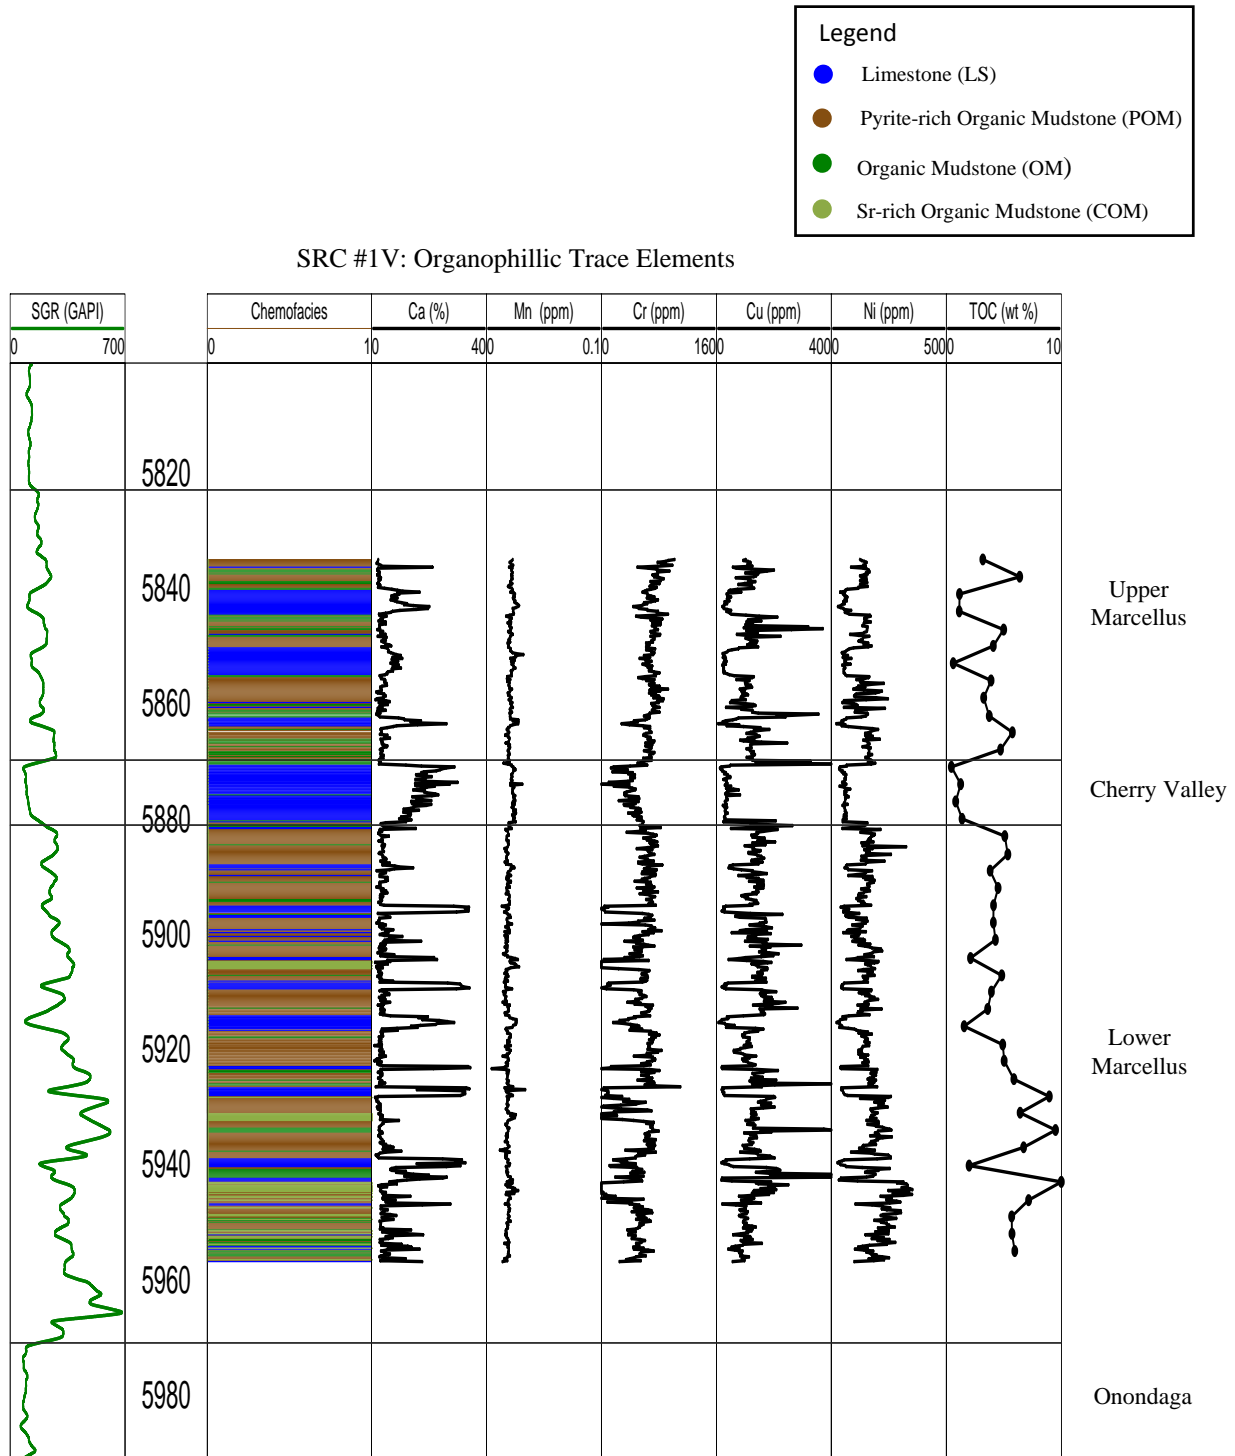 Legend
Limestone (LS)
Pyrite-rich Organic Mudstone (POM)
Organic Mudstone (OM)
Sr-rich Organic Mudstone (COM)
SRC #1V: Organophillic Trace Elements
SGR (GAPI) Chemofacies Ca (%) Mn (ppm) Cr (ppm) Cu (ppm) Ni (ppm) TOC (wt %)
0 700 0 10 40 0 0.1 0 160 0 400 0 500 0 10
5820
5840
Upper
Marcellus
5860
Cherry Valley
5880
5900
5920
Lower
Marcellus
5940
5960
5980
Onondaga